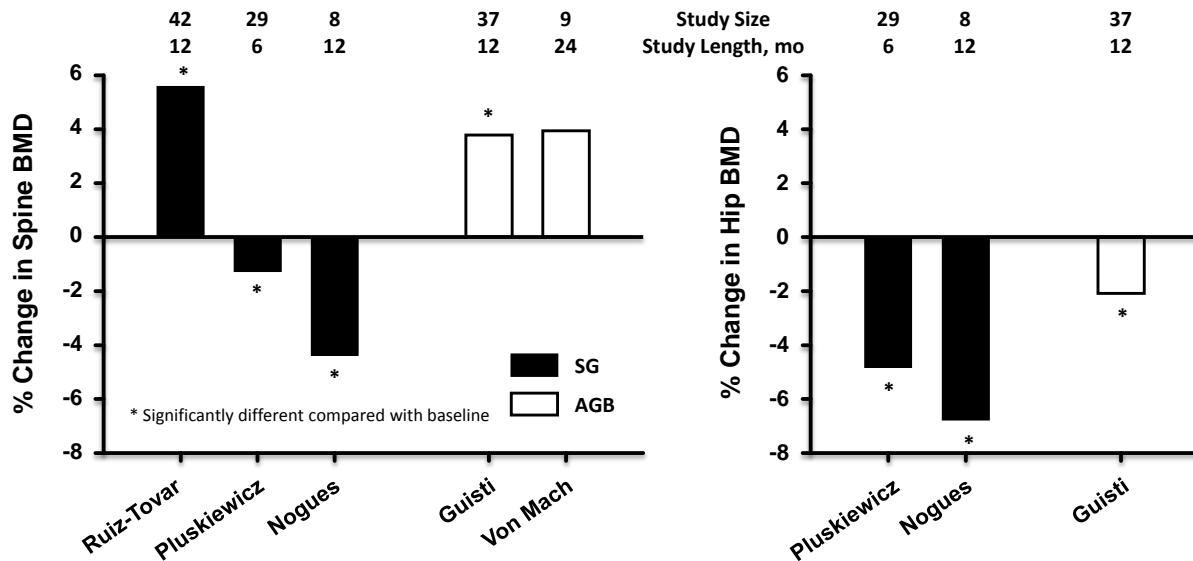 42 29 8 37 9 Study Size 29 8 37
12 6 12 12 24 Study Length, mo 6 12 12
% Change in Spine BMD
6
4
2
0
-2
-4
-6
-8
*
*
*
*
SG
AGB
* Significantly different compared with baseline
Ruiz-Tovar
Pluskiewicz
Nogues
Guisti
Von Mach
% Change in Hip BMD
6
4
2
0
-2
-4
-6
-8
*
*
*
Pluskiewicz
Nogues
Guisti